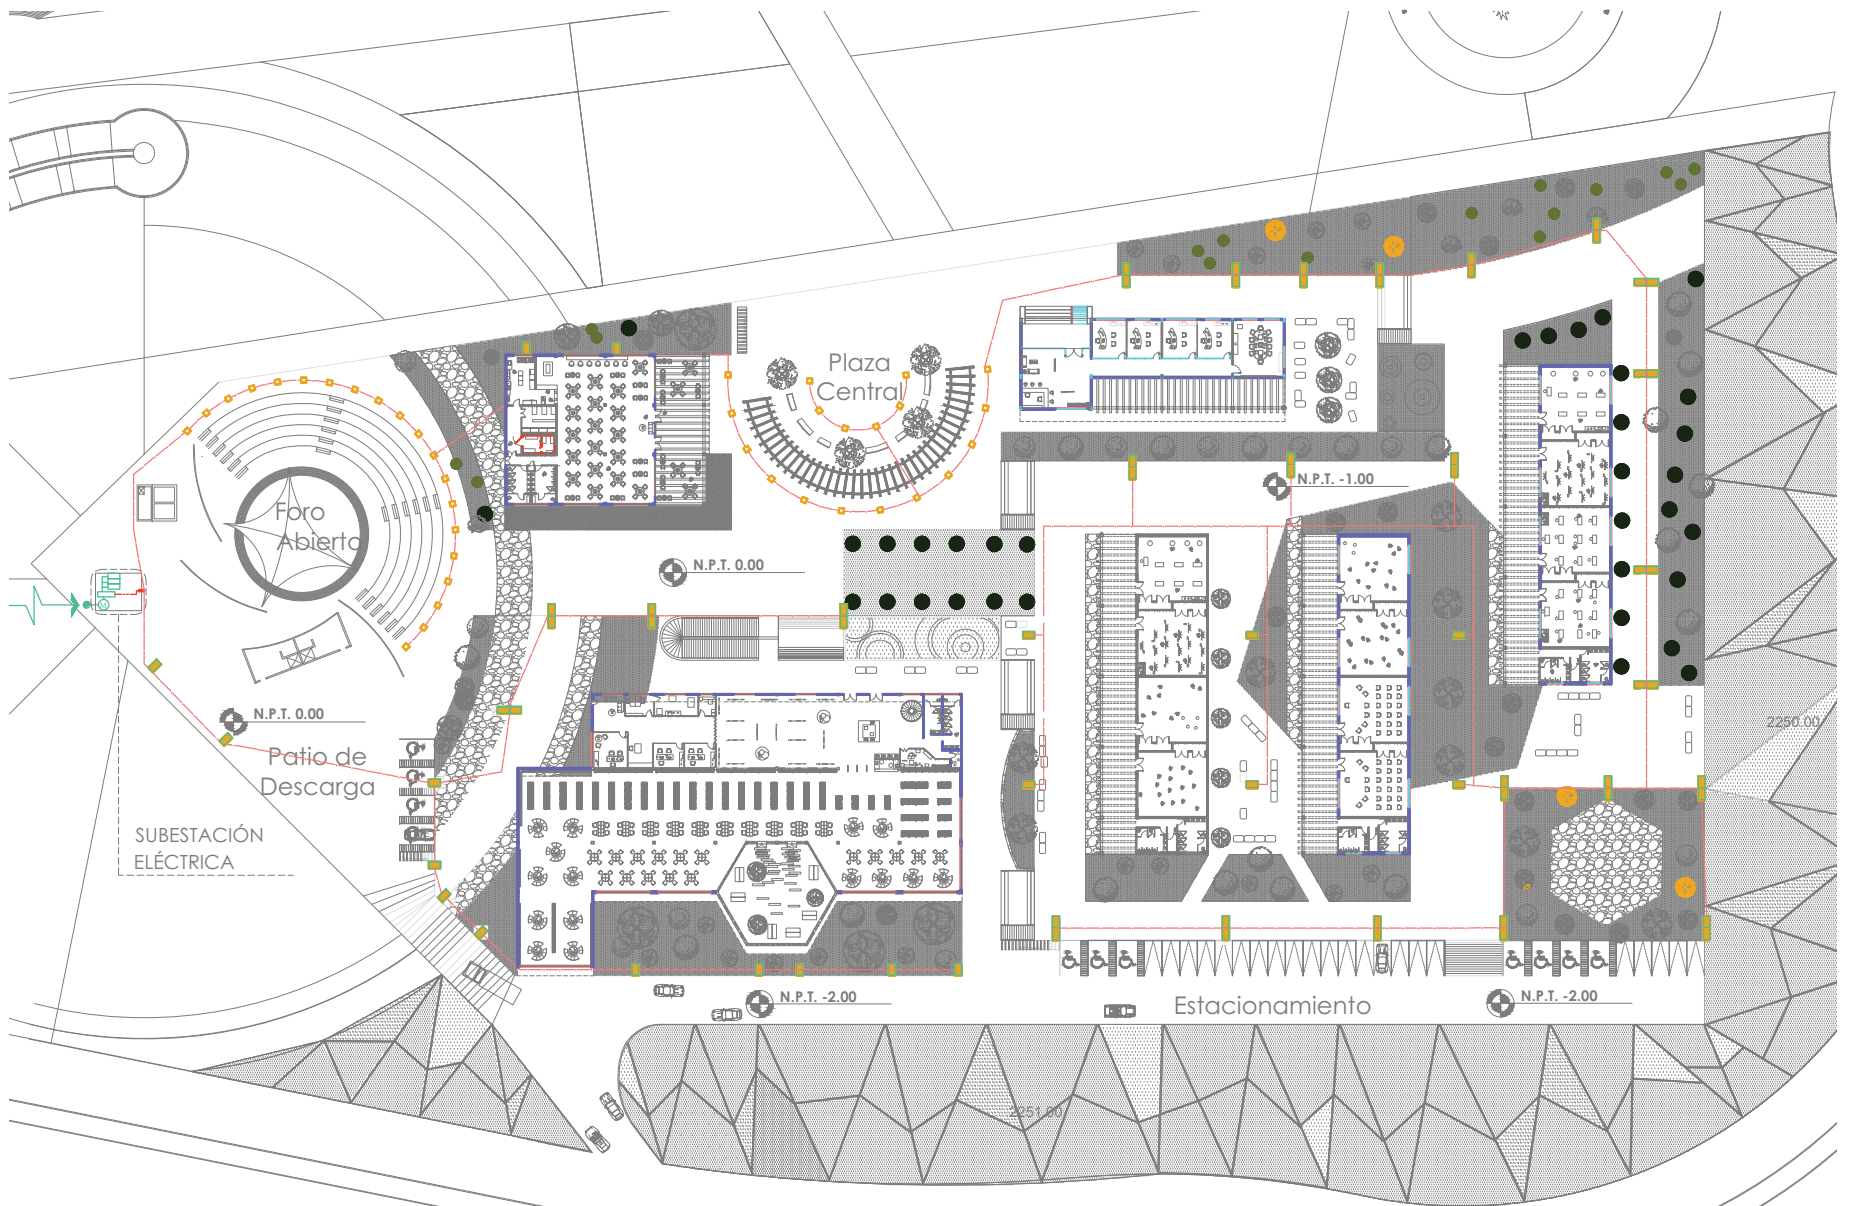 Plaza
Central
N.P.T. -1.00
Foro
Abierto
N.P.T. 0.00
M
N.P.T. 0.00
2250.00
Patio de
Descarga
SUBESTACIÓN
ELÉCTRICA
N.P.T. -2.00
Estacionamiento
N.P.T. -2.00
2251.00